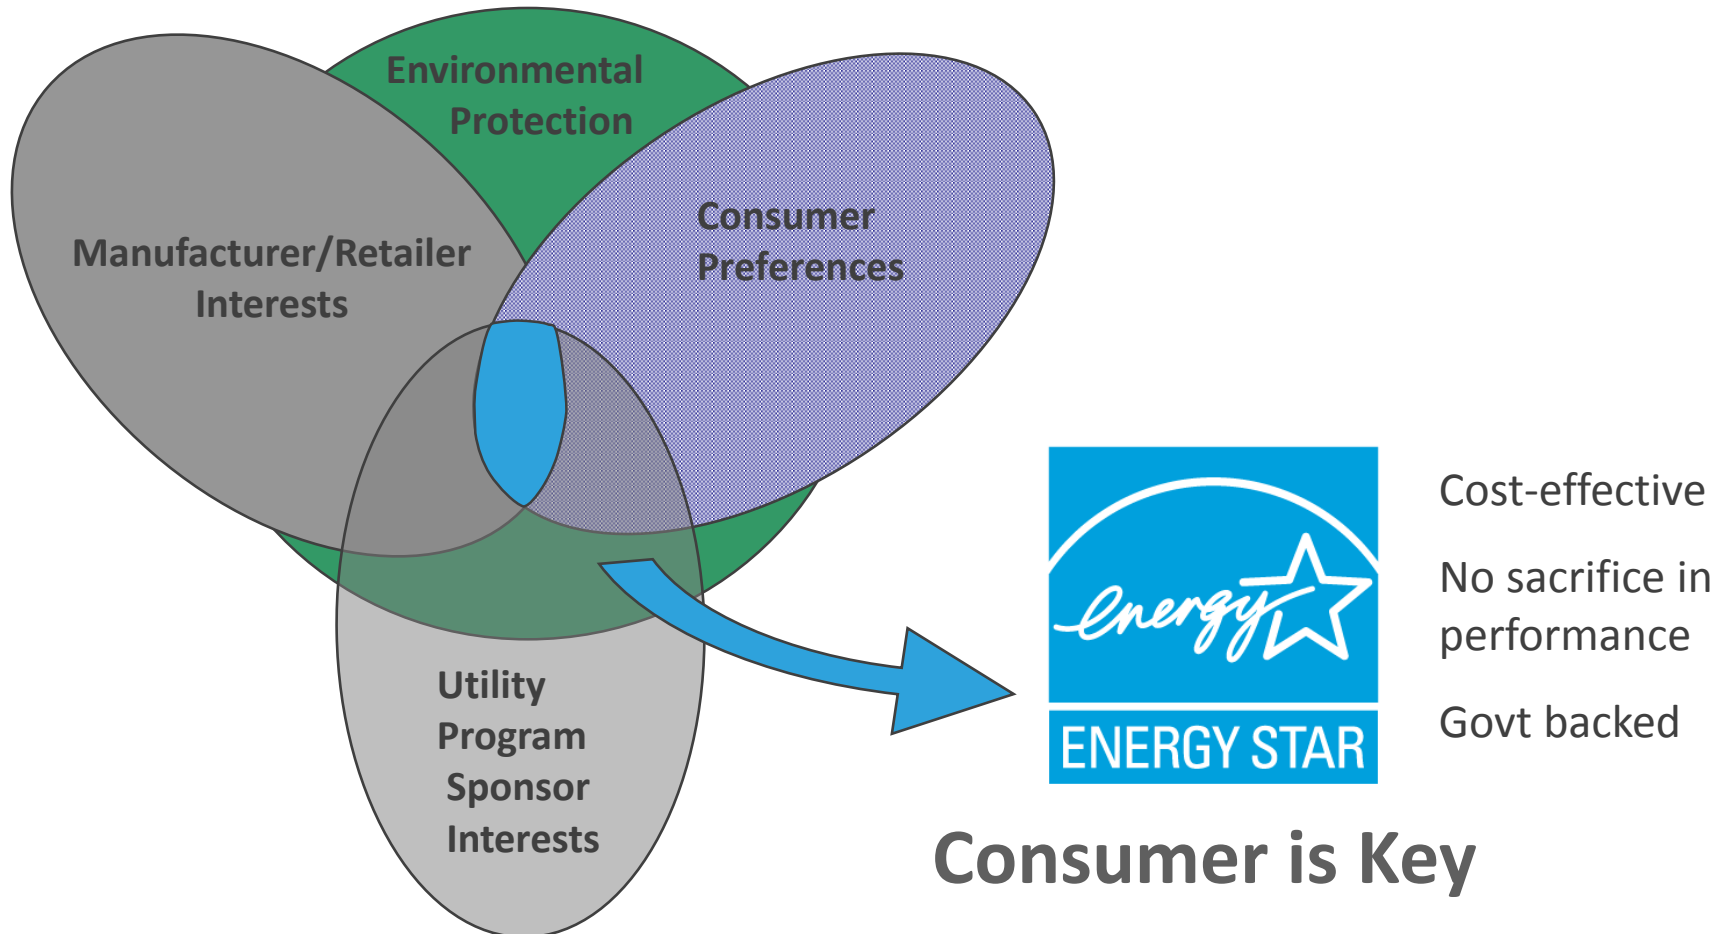 Environmental
Protection
Manufacturer/Retailer
Interests
Consumer
Preferences
Utility
Program
Sponsor
Interests
energy
ENERGY STAR
Cost-effective
No sacrifice in
performance
Govt backed
Consumer is Key